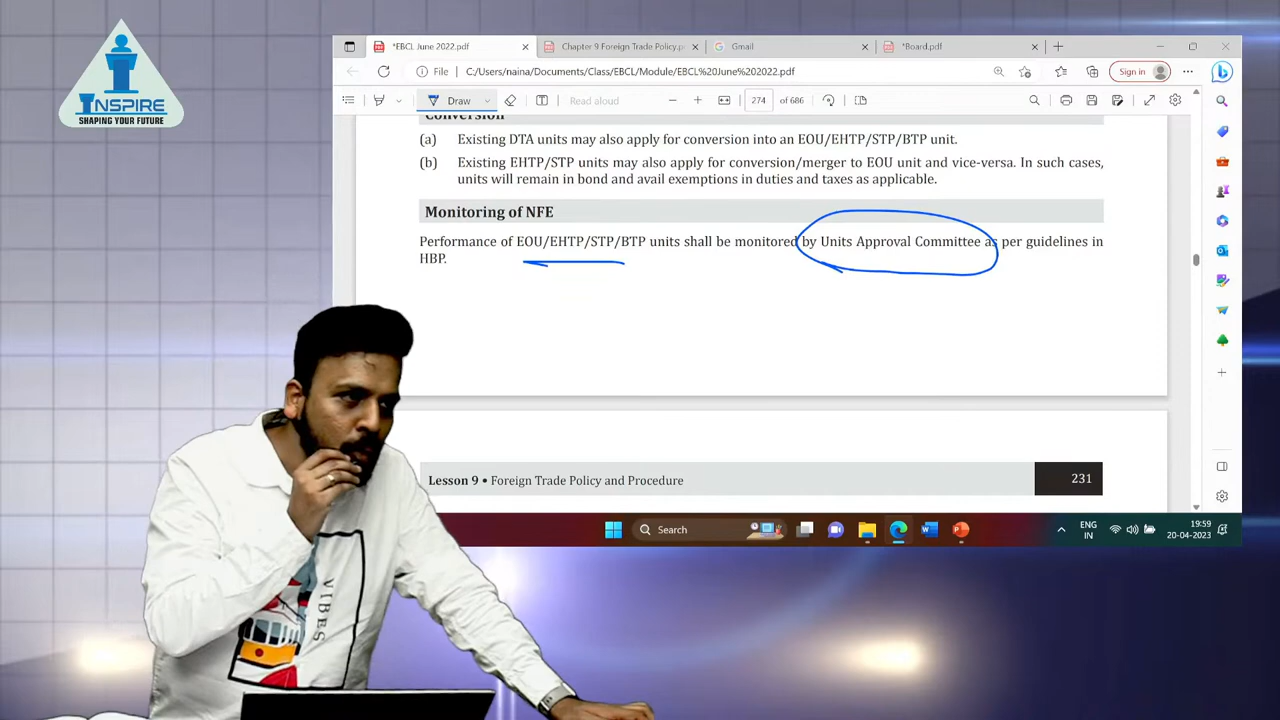 INSPIRE
SHAPING YOUR FUTURE
*EBCL June 2022.pdf
Chapter 9 Foreign Trade Policy.p
Gmail
*Board.pdf
File
C:/Users/naina/Documents/Class/EBCL/Module/EBCL%20June%202022.pdf
Sign in
Draw
Read aloud
274
of 686
Conversion
(a) Existing DTA units may also apply for conversion into an EOU/EHTP/STP/BTP unit.
(b) Existing EHTP/STP units may also apply for conversion/merger to EOU unit and vice-versa. In such cases,
units will remain in bond and avail exemptions in duties and taxes as applicable.
Monitoring of NFE
Performance of EOU/EHTP/STP/BTP units shall be monitored by Units Approval Committee as per guidelines in
HBP.
Lesson 9 • Foreign Trade Policy and Procedure
231
VIBES
Search
ENG
IN
19:59
20-04-2023